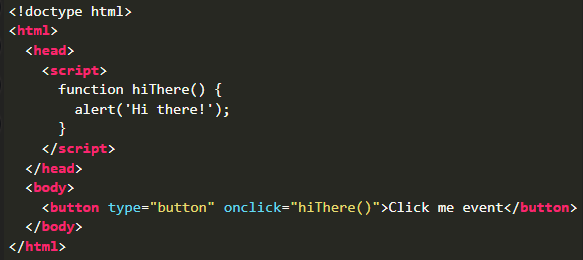 <!doctype html>
<html>
  <head>
    <script>
      function hiThere() {
        alert('Hi there!');
      }
    </script>
  </head>
  <body>
    <button type="button" onclick="hiThere()">Click me event</button>
  </body>
</html>